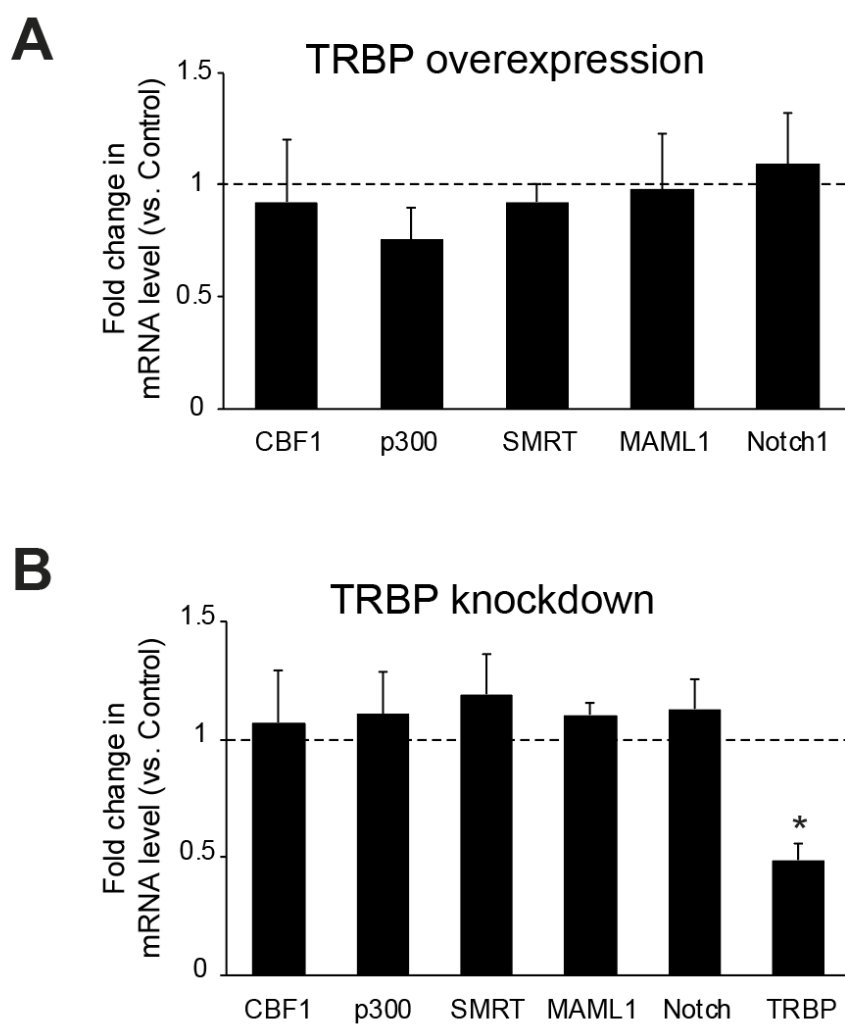 A
TRBP overexpression
Fold change in
mRNA level (vs. Control)
1.5
1
0.5
0
CBF1 p300 SMRT MAML1 Notch1
B
TRBP knockdown
Fold change in
mRNA level (vs. Control)
1.5
1
0.5
0
*
CBF1 p300 SMRT MAML1 Notch TRBP